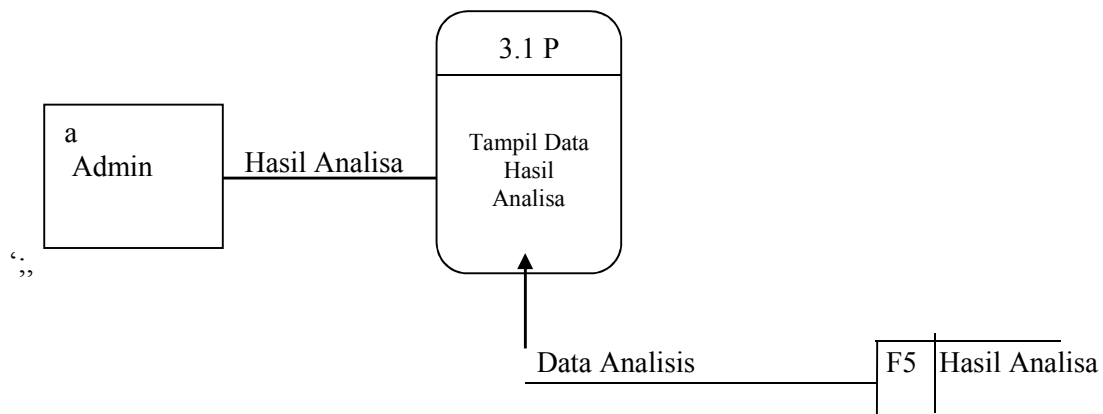 3.1 P
a
Admin
Hasil Analisa
Tampil Data
Hasil
Analisa
‘;,,
Data Analisis
F5
Hasil Analisa